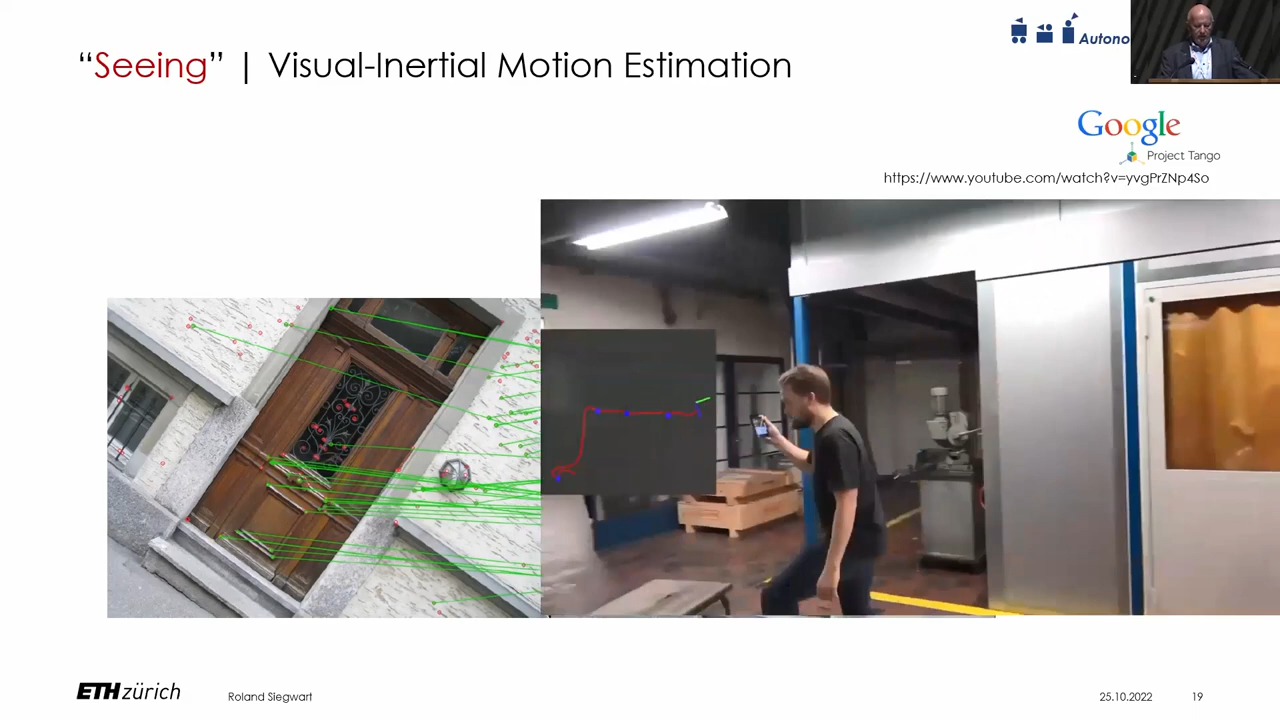 “Seeing” | Visual-Inertial Motion Estimation
Autono
Google
Project Tango
https://www.youtube.com/watch?v=yvgPrZNp4So
ETH zürich
Roland Siegwart
25.10.2022
19